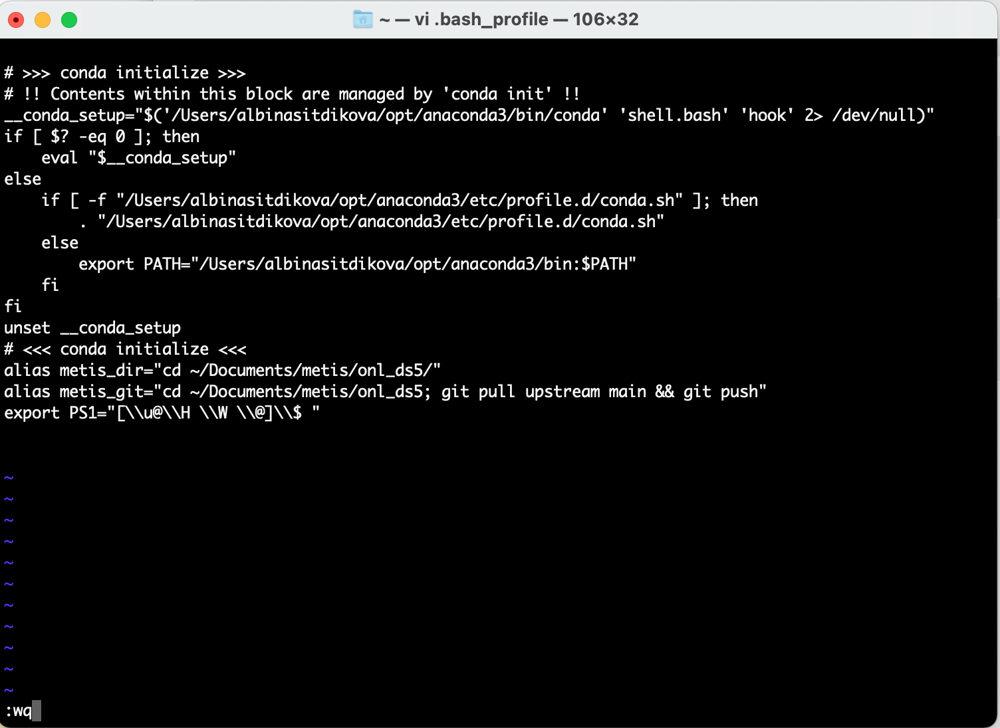 ~ — vi .bash_profile — 106×32
# >>> conda initialize >>>
# !! Contents within this block are managed by 'conda init' !!
__conda_setup="$('/Users/albinasitdikova/opt/anaconda3/bin/conda' 'shell.bash' 'hook' 2> /dev/null)"
if [ $? -eq 0 ]; then
    eval "$__conda_setup"
else
    if [ -f "/Users/albinasitdikova/opt/anaconda3/etc/profile.d/conda.sh" ]; then
        . "/Users/albinasitdikova/opt/anaconda3/etc/profile.d/conda.sh"
    else
        export PATH="/Users/albinasitdikova/opt/anaconda3/bin:$PATH"
    fi
fi
unset __conda_setup
# <<< conda initialize <<<
alias metis_dir="cd ~/Documents/metis/onl_ds5/"
alias metis_git="cd ~/Documents/metis/onl_ds5; git pull upstream main && git push"
export PS1="[\\u@\\H \\W \\@]\\$ "
~
~
~
~
~
~
~
~
~
~
~
:wq